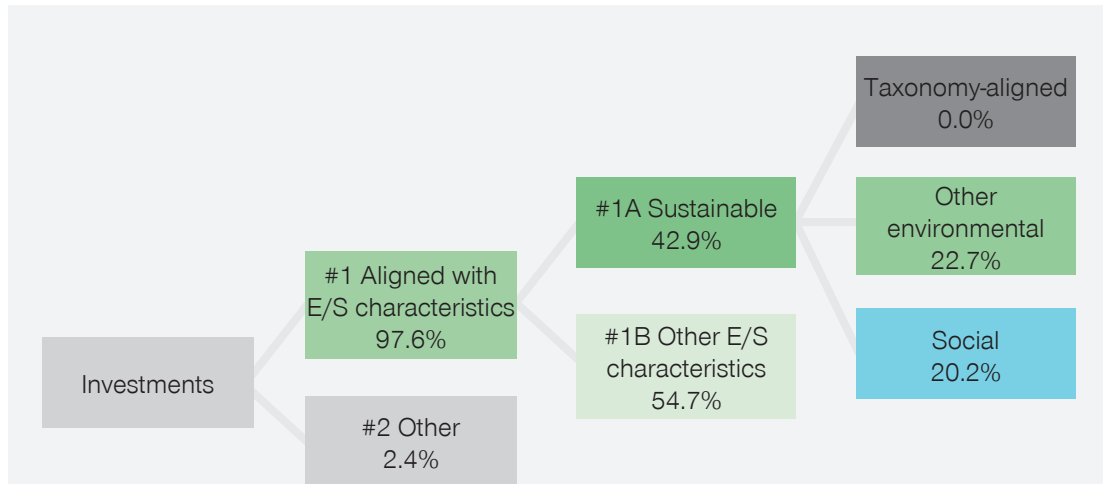 Investments
#1 Aligned with
E/S characteristics
97.6%
#2 Other
2.4%
#1A Sustainable
42.9%
#1B Other E/S
characteristics
54.7%
Taxonomy-aligned
0.0%
Other
environmental
22.7%
Social
20.2%